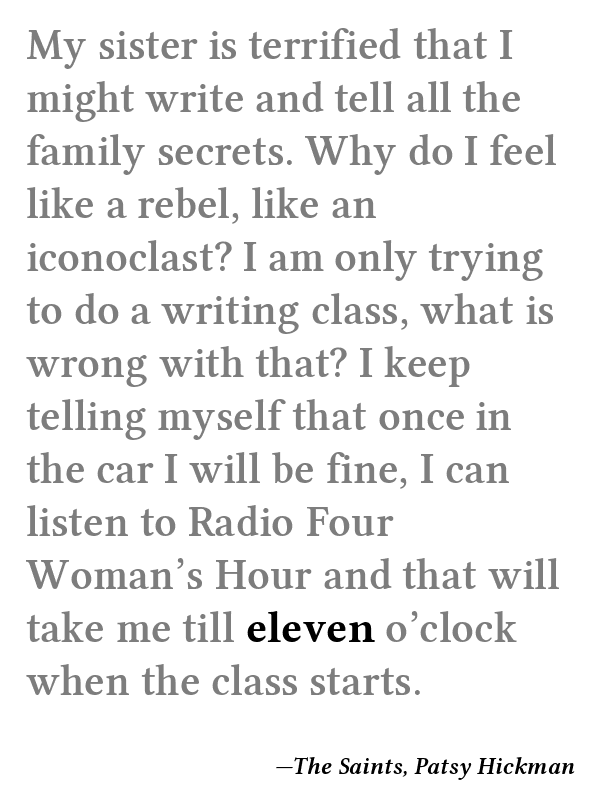 My sister is terrified that I
might write and tell all the
family secrets. Why do I feel
like a rebel, like an
iconoclast? I am only trying
to do a writing class, what is
wrong with that? I keep
telling myself that once in
the car I will be fine, I can
listen to Radio Four
Woman’s Hour and that will
take me till eleven o’clock
when the class starts.
—The Saints, Patsy Hickman